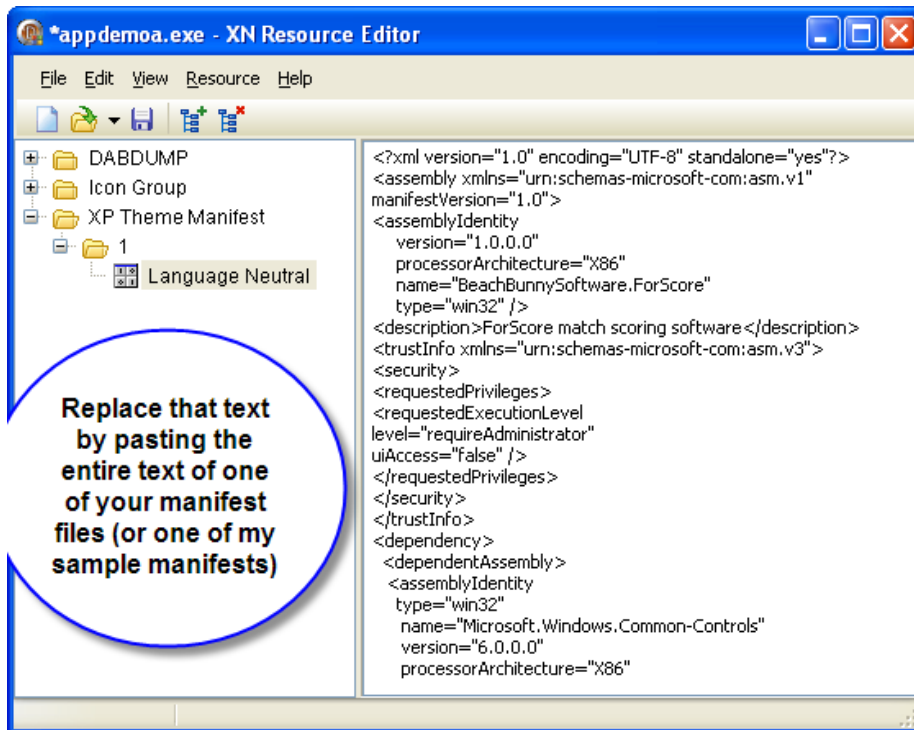 *appdemoa.exe - XN Resource Editor
File Edit View Resource Help
DABDUMP
Icon Group
XP Theme Manifest
1
Language Neutral
Replace that text
by pasting the
entire text of one
of your manifest
files (or one of my
sample manifests)
<?xml version="1.0" encoding="UTF-8" standalone="yes"?>
<assembly xmlns="urn:schemas-microsoft-com:asm.v1"
manifestVersion="1.0">
<assemblyIdentity
version="1.0.0.0"
processorArchitecture="X86"
name="BeachBunnySoftware.ForScore"
type="win32" />
<description>ForScore match scoring software</description>
<trustInfo xmlns="urn:schemas-microsoft-com:asm.v3">
<security>
<requestedPrivileges>
<requestedExecutionLevel
level="requireAdministrator"
uiAccess="false" />
</requestedPrivileges>
</security>
</trustInfo>
<dependency>
<dependentAssembly>
<assemblyIdentity
type="win32"
name="Microsoft.Windows.Common-Controls"
version="6.0.0.0"
processorArchitecture="X86"